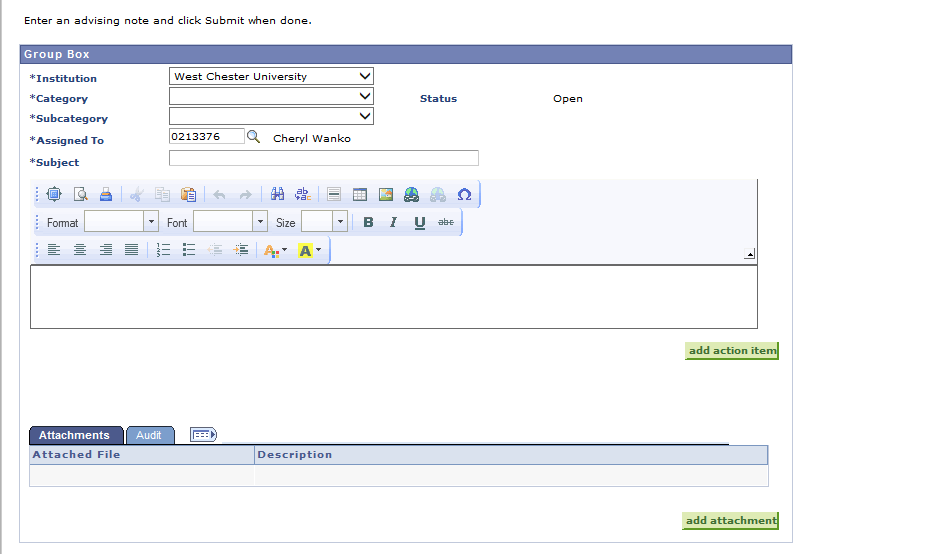 Enter an advising note and click Submit when done.
Group Box
*Institution West Chester University
*Category Status Open
*Subcategory
*Assigned To 0213376 Cheryl Wanko
*Subject
ab ac
Format Font Size B I U abc
A A
add action item
Attachments Audit
Attached File Description
add attachment